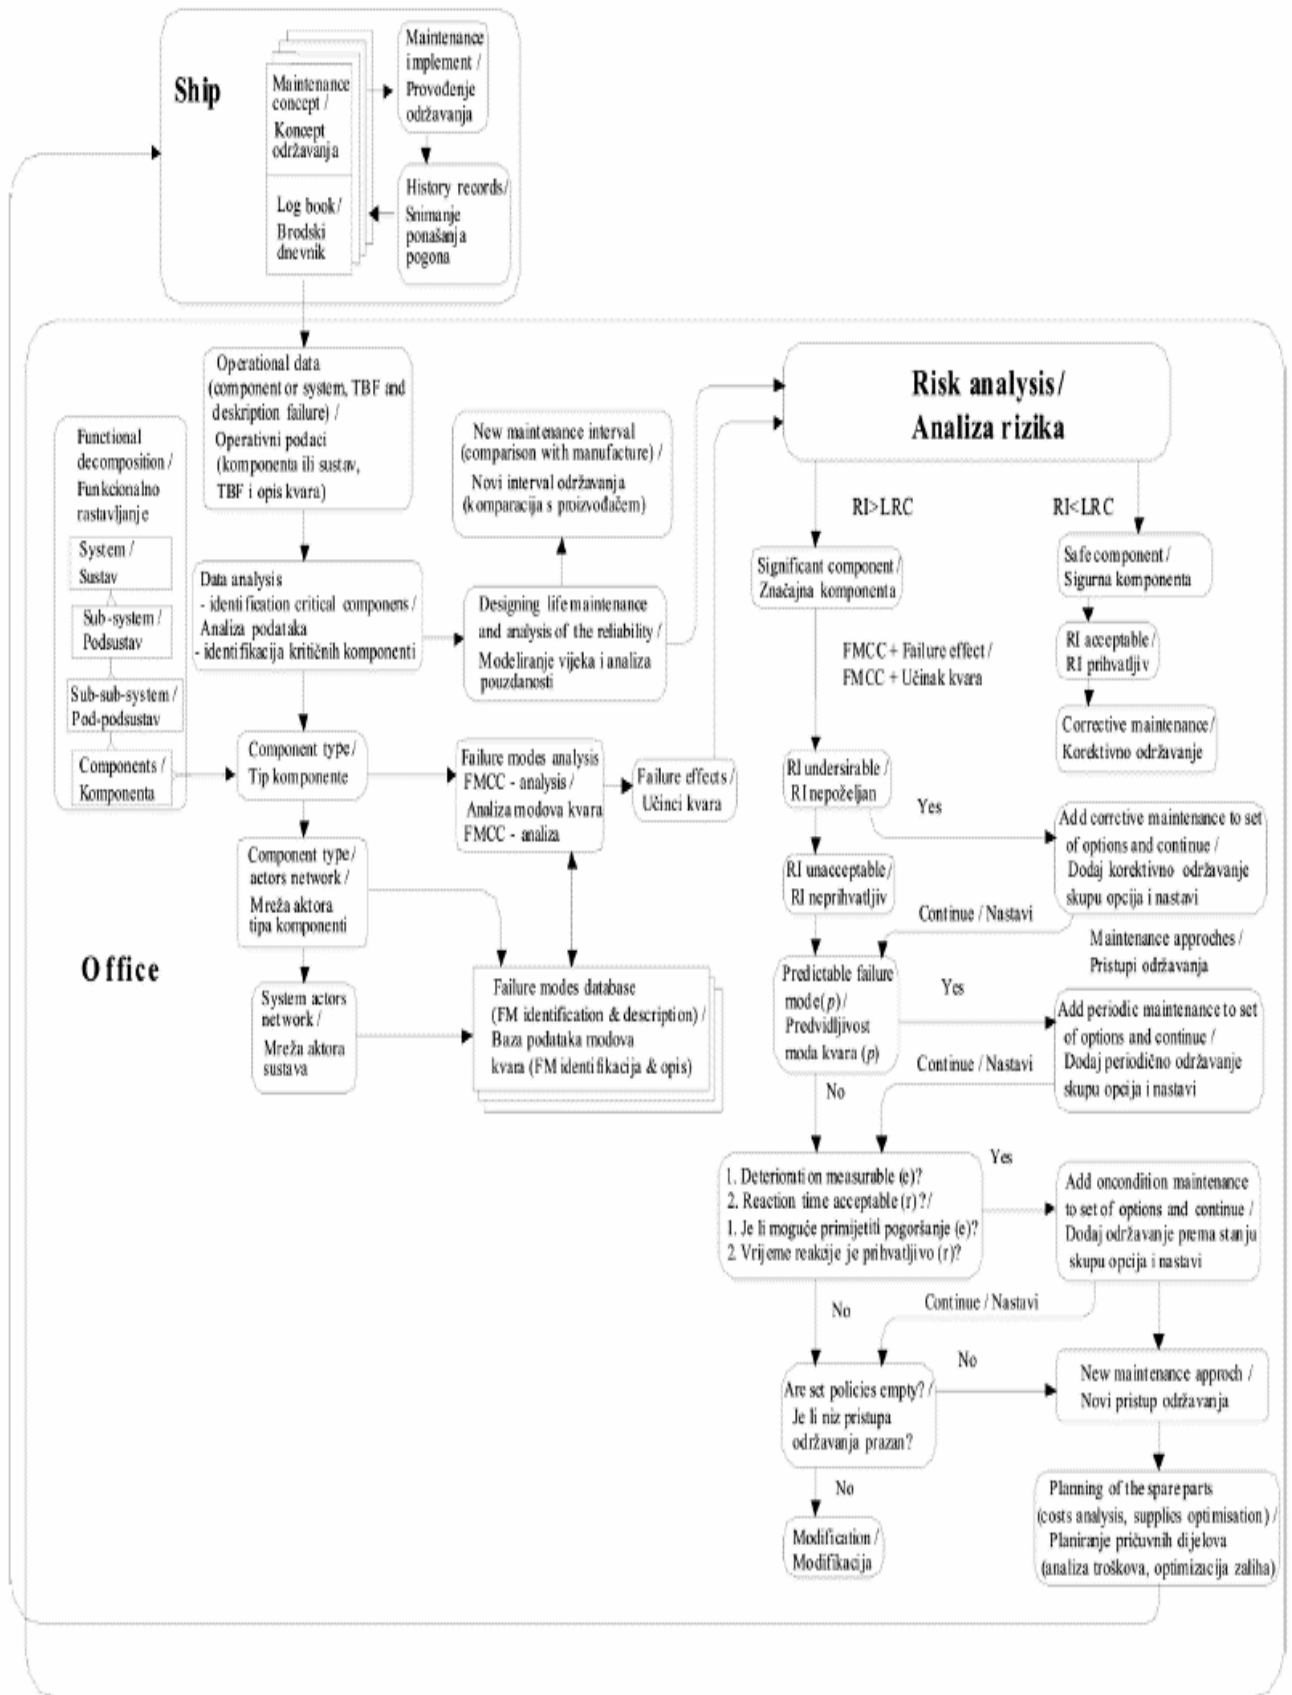 Ship
Maintenance
concept /
Koncept
održavanja
Log book /
Brodski
dnevnik
Maintenance
implement /
Provođenje
održavanja
History records/
Snimanje
ponašanja
pogona
Operational data
(component or system, TBF and
deskription failure) /
Operativni podaci
(komponenta ili sustav,
TBF i opis kvara)
Functional
decomposition /
Funkcionalno
rastavljanje
System /
Sustav
Sub-system /
Podsustav
Sub-sub-system /
Pod-podsustav
Components /
Komponenta
Data analysis
- identification critical componens /
Analiza podataka
- identifikacija kritičnih komponenti
New maintenance interval
(comparison with manufacture) /
Novi interval održavanja
(komparacija s proizvođačem)
Designing life maintenance
and analysis of the reliability /
Modeliranje vijeka i analiza
pouzdanosti
Component type /
Tip komponente
Failure modes analysis
FMCC - analysis /
Analiza modova kvara
FMCC - analiza
Failure effects /
Učinci kvara
Component type/
actors network /
Mreža aktora
tipa komponenti
Office
System actors
network /
Mreža aktora
sustava
Failure modes database
(FM identification & description) /
Baza podataka modova
kvara (FM identifikacija & opis)
Risk analysis /
Analiza rizika
RI>LRC
RI<LRC
Significant component /
Značajna komponenta
Safe component /
Sigurna komponenta
FMCC + Failure effect /
FMCC + Učinak kvara
RI acceptable /
RI prihvatljiv
Corrective maintenance /
Korektivno održavanje
RI undersirable /
RI nepoželjan
Yes
Add corrctive maintenance to set
of options and continue /
Dodaj korektivno održavanje
skupu opcija i nastavi
RI unacceptable /
RI neprihvatljiv
Continue / Nastavi
Maintenance approches /
Pristupi održavanja
Predictable failure
mode(p) /
Predvidljivost
moda kvara (p)
Yes
Add periodic maintenance to set
of options and continue /
Dodaj periodično održavanje
skupu opcija i nastavi
Continue / Nastavi
No
1. Deterioration measurable (e)?
2. Reaction time acceptable (r)?/
1. Je li moguće primijetiti pogoršanje (e)?
2. Vrijeme reakcije je prihvatljivo (r)?
Yes
Add oncondition maintenance
to set of options and continue /
Dodaj održavanje prema stanju
skupu opcija i nastavi
No
Continue / Nastavi
Are set policies empty? /
Je li niz pristupa
održavanja prazan?
No
New maintenance approch /
Novi pristup održavanja
No
Modification /
Modifikacija
Planning of the spare parts
(costs analysis, supplies optimisation) /
Planiranje pričuvnih dijelova
(analiza troškova, optimizacija zaliha)